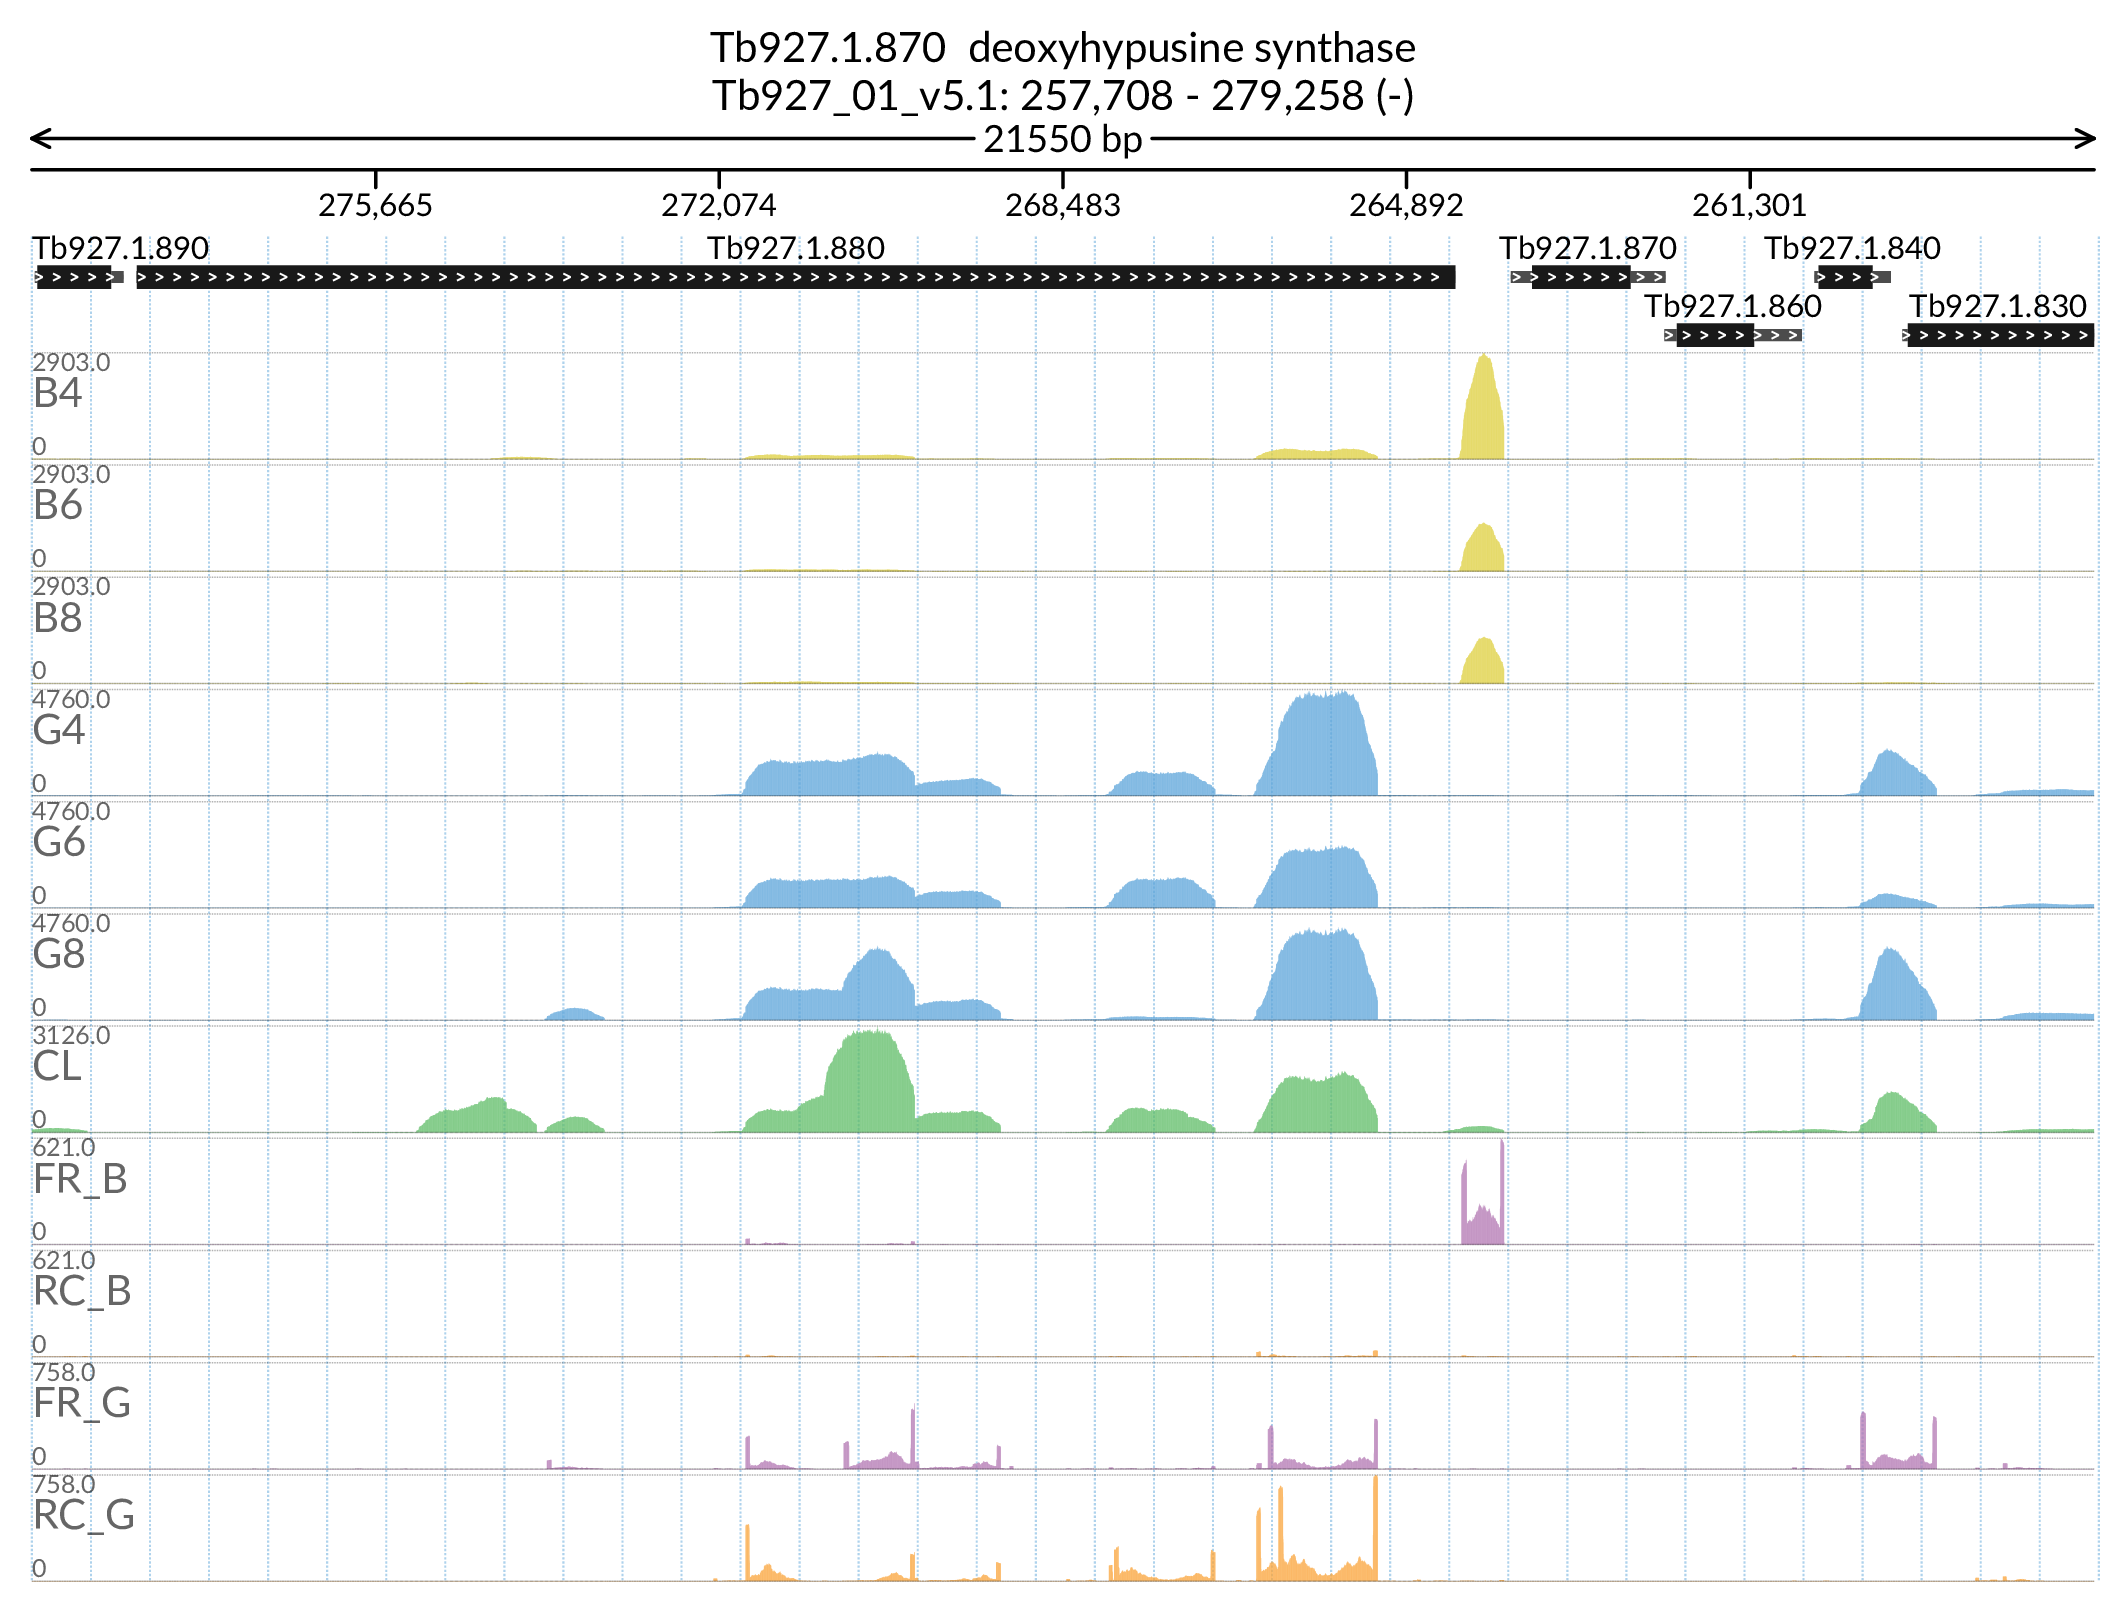 Tb927.1.870  deoxyhypusine synthase
Tb927_01_v5.1: 257,708 - 279,258 (-)
21550 bp
275,665 272,074 268,483 264,892 261,301
Tb927.1.890 Tb927.1.880 Tb927.1.870 Tb927.1.840
Tb927.1.860 Tb927.1.830
2903.0
B4
0
2903.0
B6
0
2903.0
B8
0
4760.0
G4
0
4760.0
G6
0
4760.0
G8
0
3126.0
CL
0
621.0
FR_B
0
621.0
RC_B
0
758.0
FR_G
0
758.0
RC_G
0